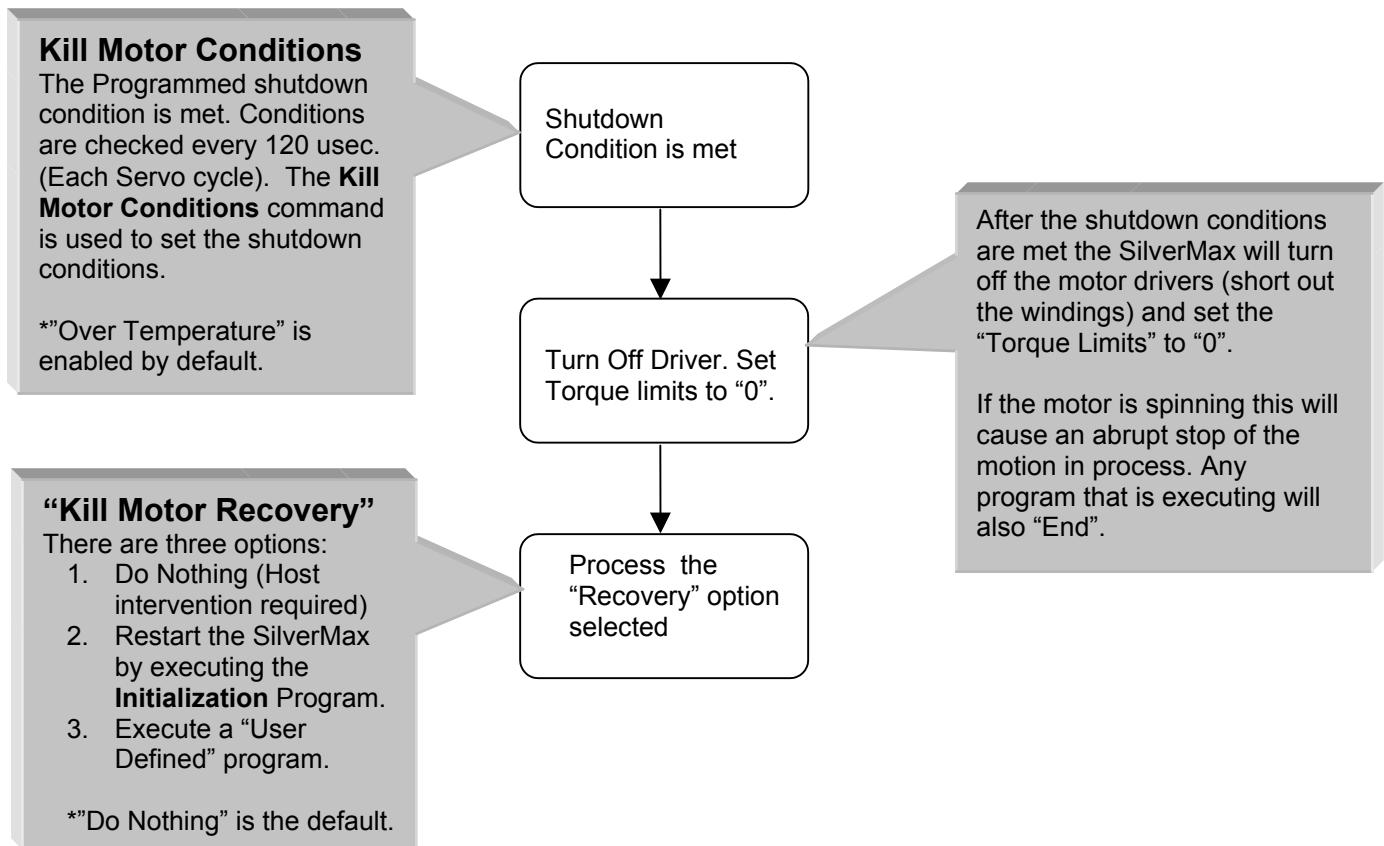 Kill Motor Conditions
The Programmed shutdown
condition is met. Conditions
are checked every 120 usec.
(Each Servo cycle).  The Kill
Motor Conditions command
is used to set the shutdown
conditions.
*”Over Temperature” is
enabled by default.
Shutdown
Condition is met
After the shutdown conditions
are met the SilverMax will turn
off the motor drivers (short out
the windings) and set the
“Torque Limits” to “0”.
If the motor is spinning this will
cause an abrupt stop of the
motion in process. Any
program that is executing will
also “End”.
Turn Off Driver. Set
Torque limits to “0”.
“Kill Motor Recovery”
There are three options:
1. Do Nothing (Host
intervention required)
2. Restart the SilverMax
by executing the
Initialization Program.
3. Execute a “User
Defined” program.
*”Do Nothing” is the default.
Process  the
“Recovery” option
selected